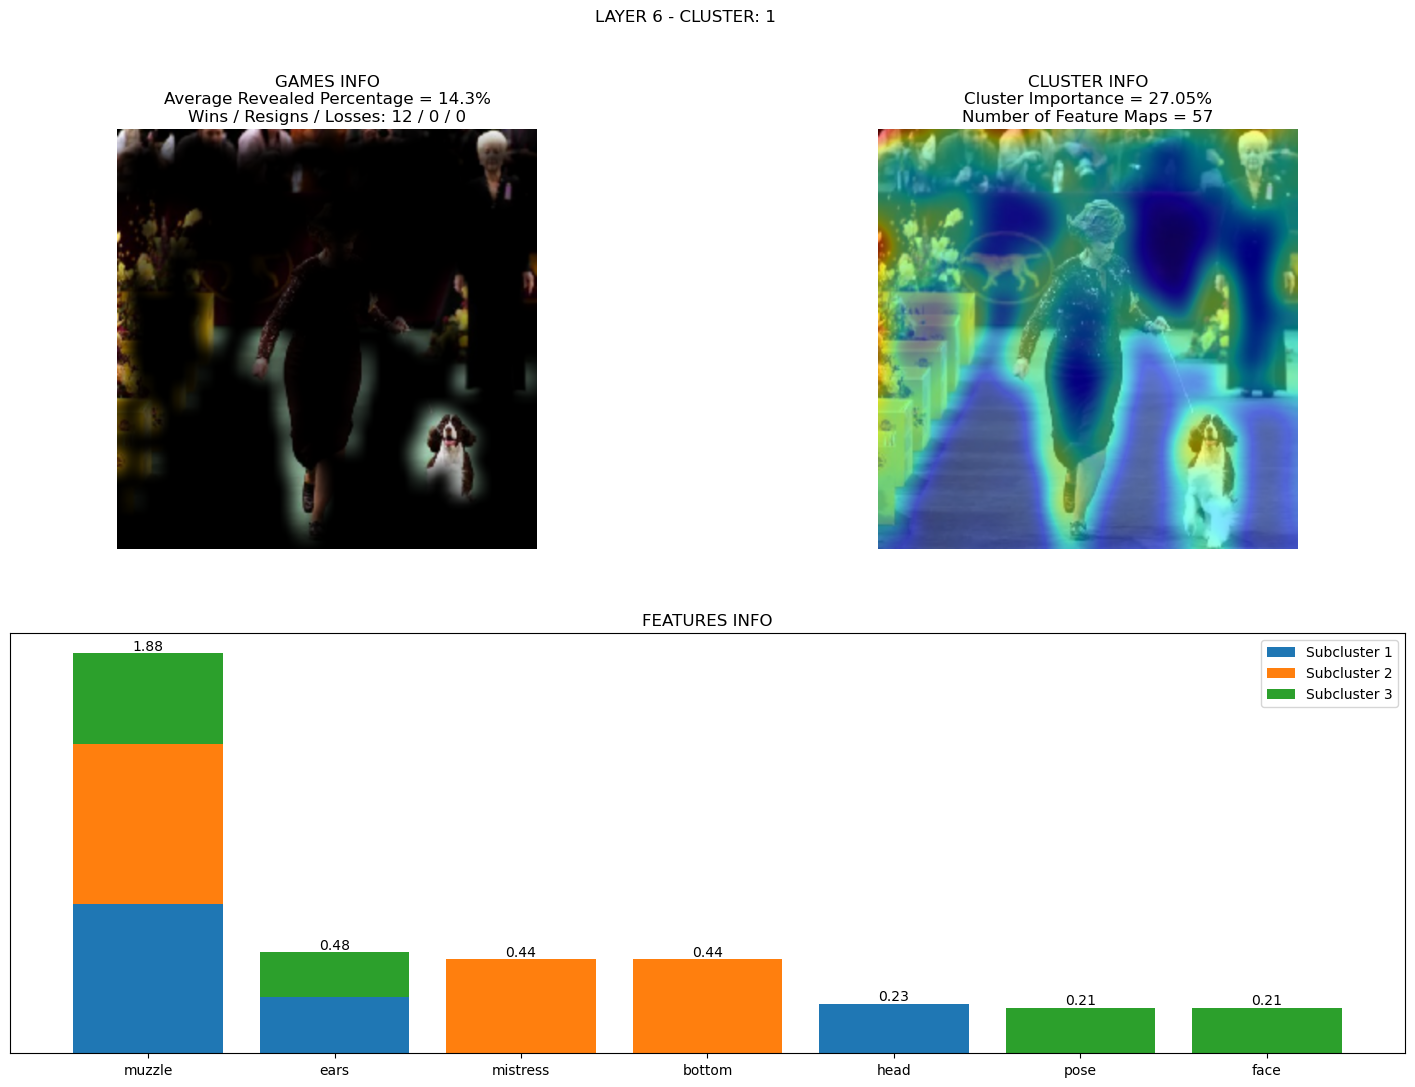 LAYER 6 - CLUSTER: 1
GAMES INFO
Average Revealed Percentage = 14.3%
Wins / Resigns / Losses: 12 / 0 / 0
CLUSTER INFO
Cluster Importance = 27.05%
Number of Feature Maps = 57
FEATURES INFO
1.88
0.48
0.44
0.44
0.23
0.21
0.21
Subcluster 1
Subcluster 2
Subcluster 3
muzzle
ears
mistress
bottom
head
pose
face